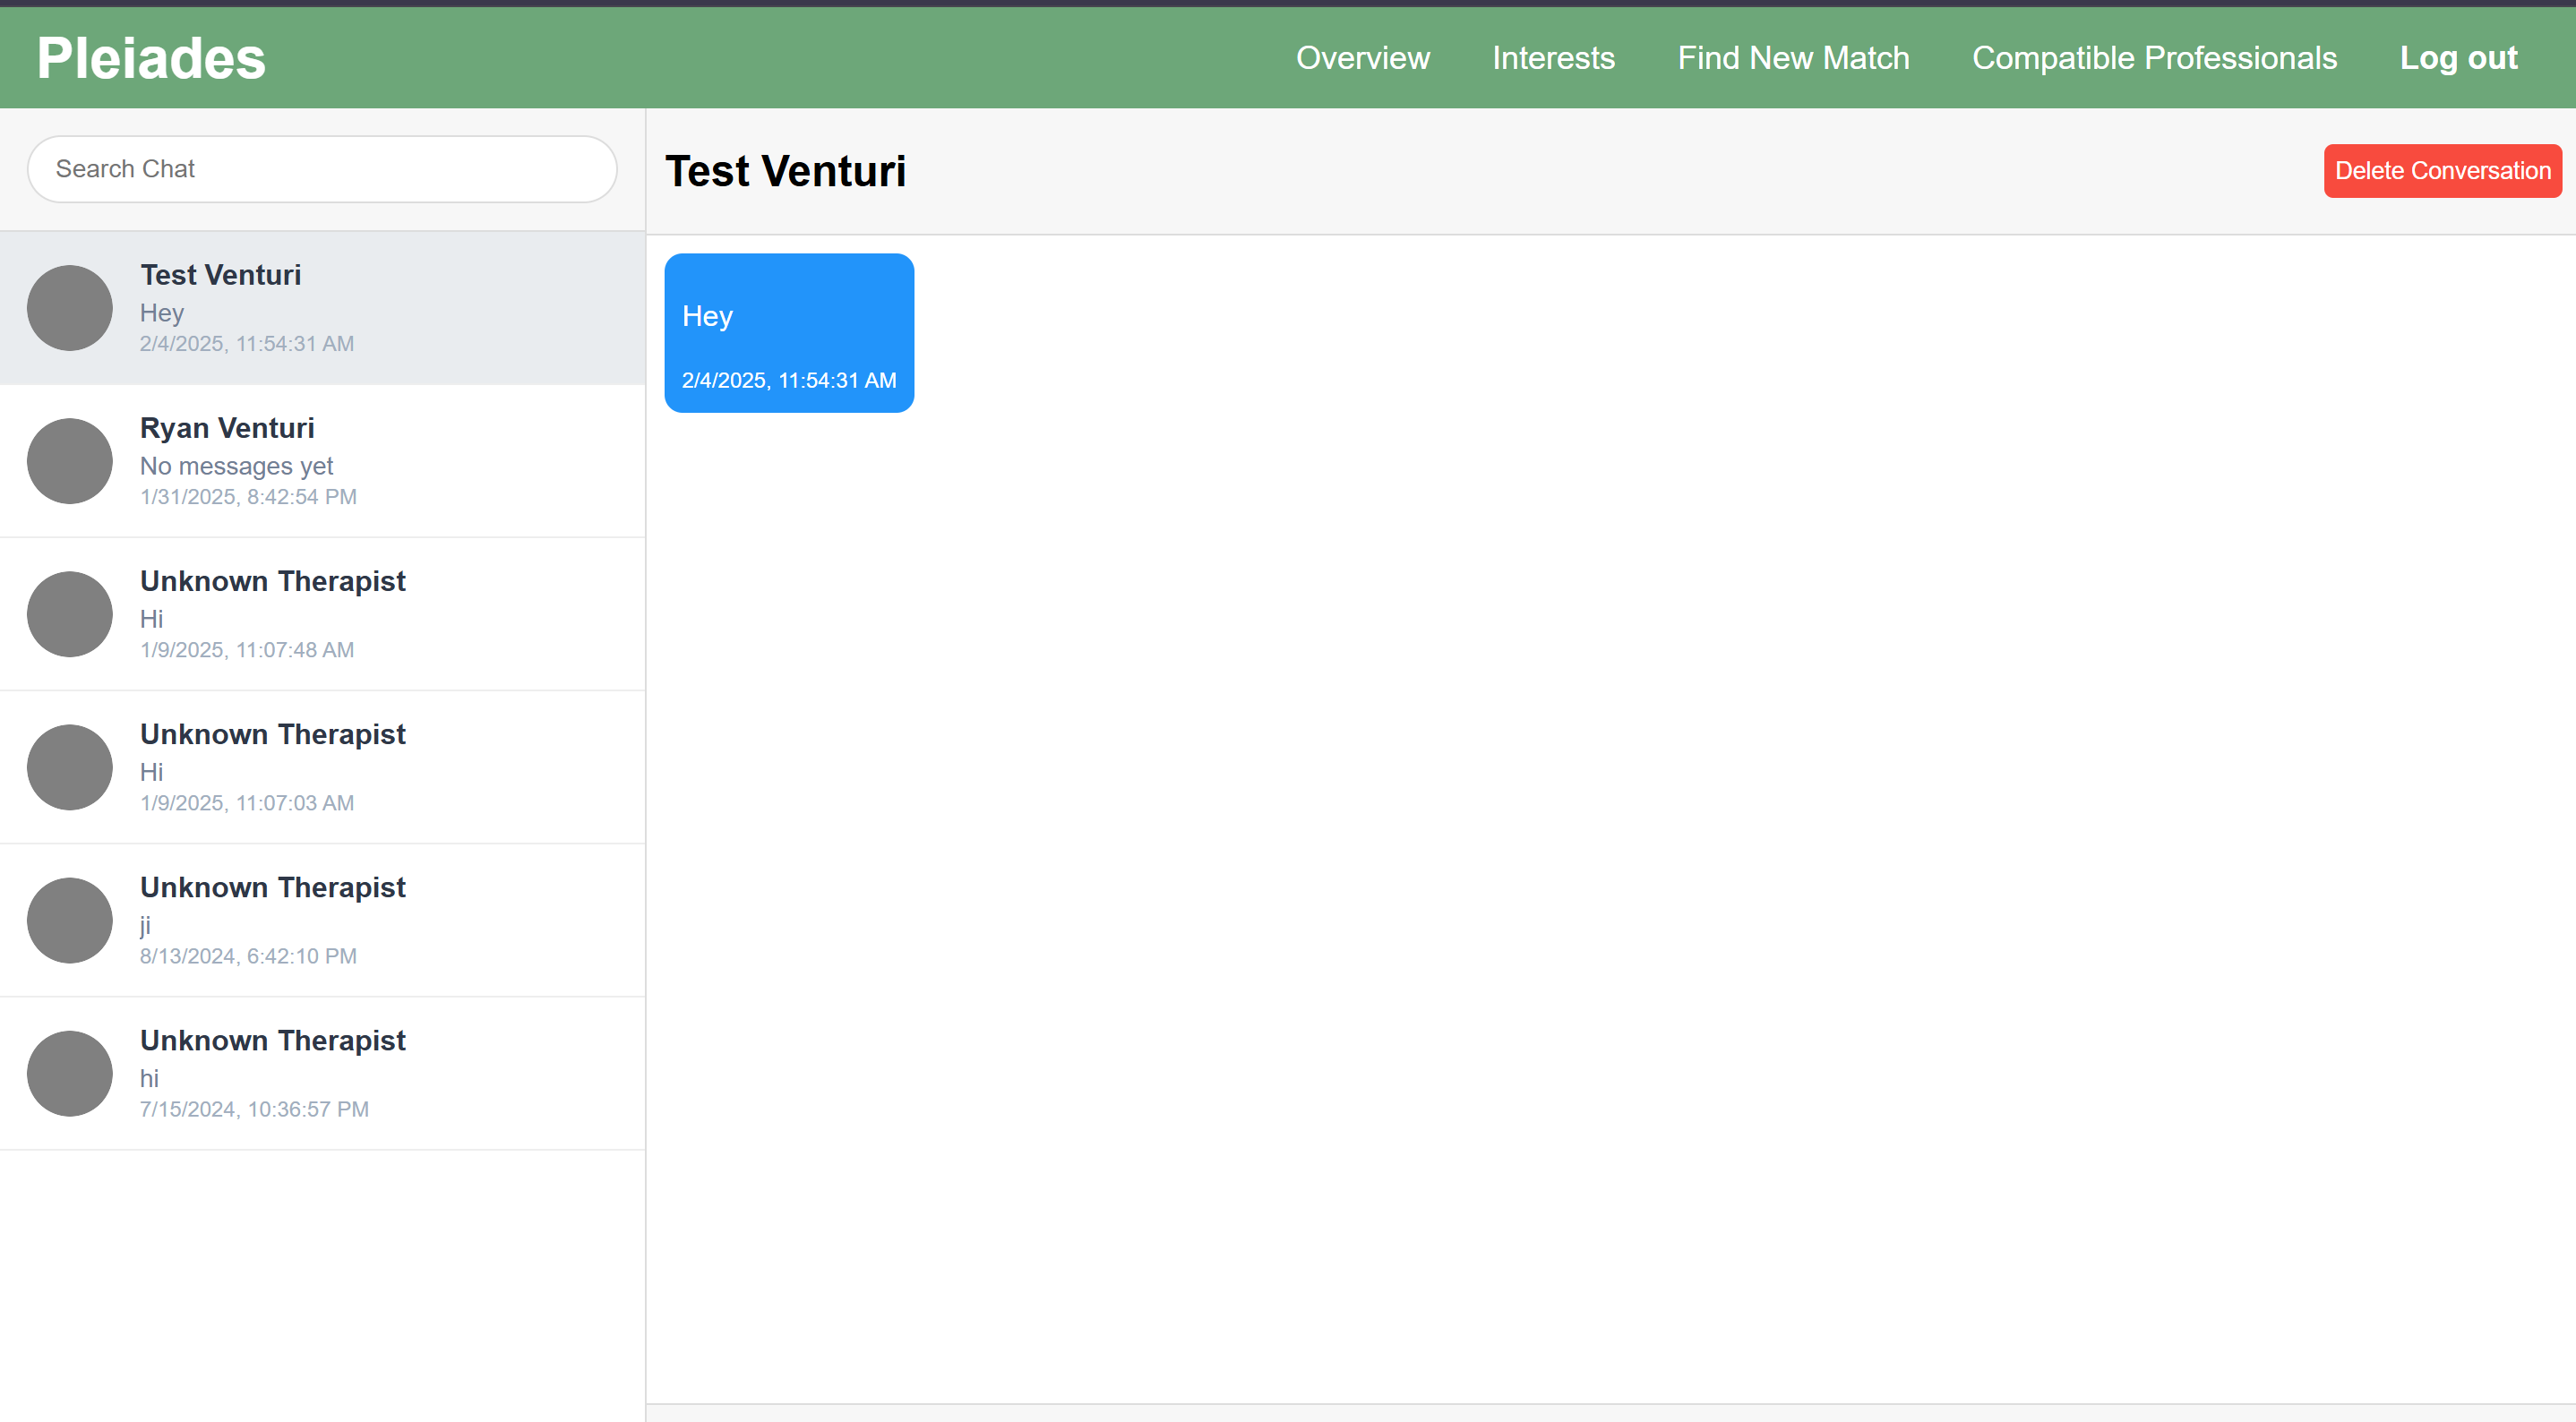 Pleiades
Overview Interests Find New Match Compatible Professionals Log out
Search Chat
Test Venturi
Hey
2/4/2025, 11:54:31 AM
Ryan Venturi
No messages yet
1/31/2025, 8:42:54 PM
Unknown Therapist
Hi
1/9/2025, 11:07:48 AM
Unknown Therapist
Hi
1/9/2025, 11:07:03 AM
Unknown Therapist
ji
8/13/2024, 6:42:10 PM
Unknown Therapist
hi
7/15/2024, 10:36:57 PM
Test Venturi
Delete Conversation
Hey
2/4/2025, 11:54:31 AM